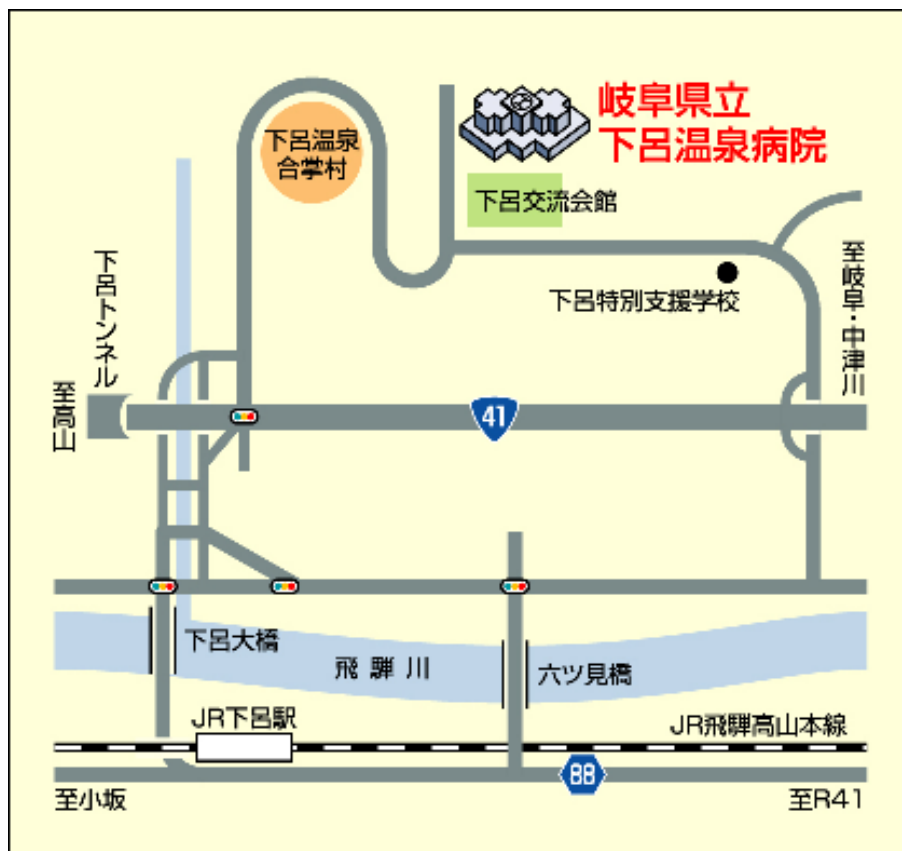 岐阜県立
下呂温泉病院
下呂温泉
合掌村
下呂交流会館
下呂特別支援学校
至岐阜・中津川
下呂トンネル
至高山
41
下呂大橋
飛騨川
六ツ見橋
JR下呂駅
JR飛騨高山本線
88
至小坂
至R41